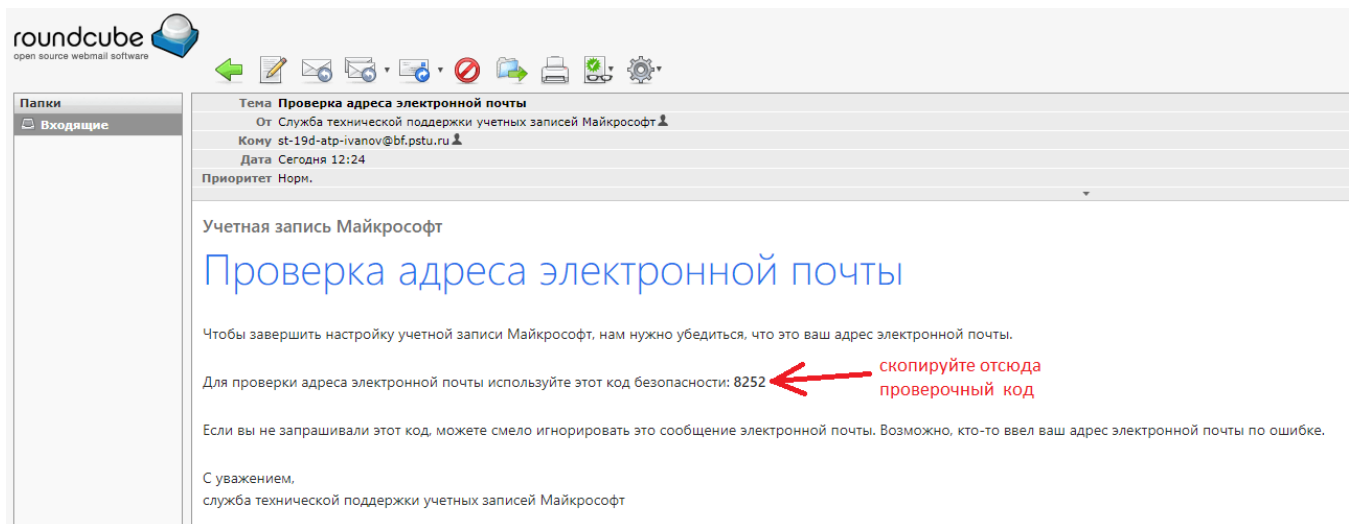 roundcube
open source webmail software
Папки
Входящие
Тема Проверка адреса электронной почты
От Служба технической поддержки учетных записей Майкрософт
Кому st-19d-atp-ivanov@bf.pstu.ru
Дата Сегодня 12:24
Приоритет Норм.
Учетная запись Майкрософт
Проверка адреса электронной почты
Чтобы завершить настройку учетной записи Майкрософт, нам нужно убедиться, что это ваш адрес электронной почты.
Для проверки адреса электронной почты используйте этот код безопасности: 8252
скопируйте отсюда
проверочный код
Если вы не запрашивали этот код, можете смело игнорировать это сообщение электронной почты. Возможно, кто-то ввел ваш адрес электронной почты по ошибке.
С уважением,
служба технической поддержки учетных записей Майкрософт